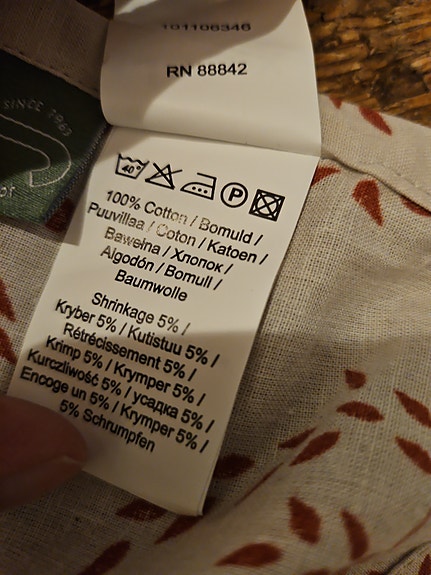 101106346
RN 88842
SINCE 1963
40°
P
100% Cotton / Bomuld /
Puuvillaa / Coton / Katoen /
Bawełna / Хлопок /
Algodón / Bomull /
Baumwolle
Shrinkage 5% /
Kryber 5% / Kutistuu 5% /
Rétrécissement 5% /
Krimp 5% / Krymper 5% /
Kurczliwość 5% / усадка 5% /
Encoge un 5% / Krymper 5% /
5% Schrumpfen